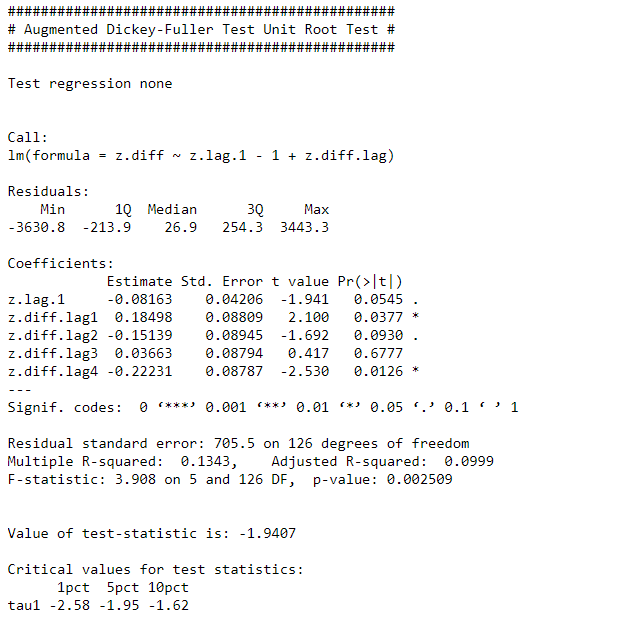 ###############################################
# Augmented Dickey-Fuller Test Unit Root Test #
###############################################
Test regression none
Call:
lm(formula = z.diff ~ z.lag.1 - 1 + z.diff.lag)
Residuals:
    Min      1Q  Median      3Q     Max
-3630.8  -213.9    26.9   254.3  3443.3
Coefficients:
            Estimate Std. Error t value Pr(>|t|)
z.lag.1     -0.08163    0.04206  -1.941   0.0545 .
z.diff.lag1  0.18498    0.08809   2.100   0.0377 *
z.diff.lag2 -0.15139    0.08945  -1.692   0.0930 .
z.diff.lag3  0.03663    0.08794   0.417   0.6777
z.diff.lag4 -0.22231    0.08787  -2.530   0.0126 *
---
Signif. codes:  0 ‘***’ 0.001 ‘**’ 0.01 ‘*’ 0.05 ‘.’ 0.1 ‘ ’ 1
Residual standard error: 705.5 on 126 degrees of freedom
Multiple R-squared:  0.1343,    Adjusted R-squared:  0.0999
F-statistic: 3.908 on 5 and 126 DF,  p-value: 0.002509
Value of test-statistic is: -1.9407
Critical values for test statistics:
      1pct  5pct 10pct
tau1 -2.58 -1.95 -1.62